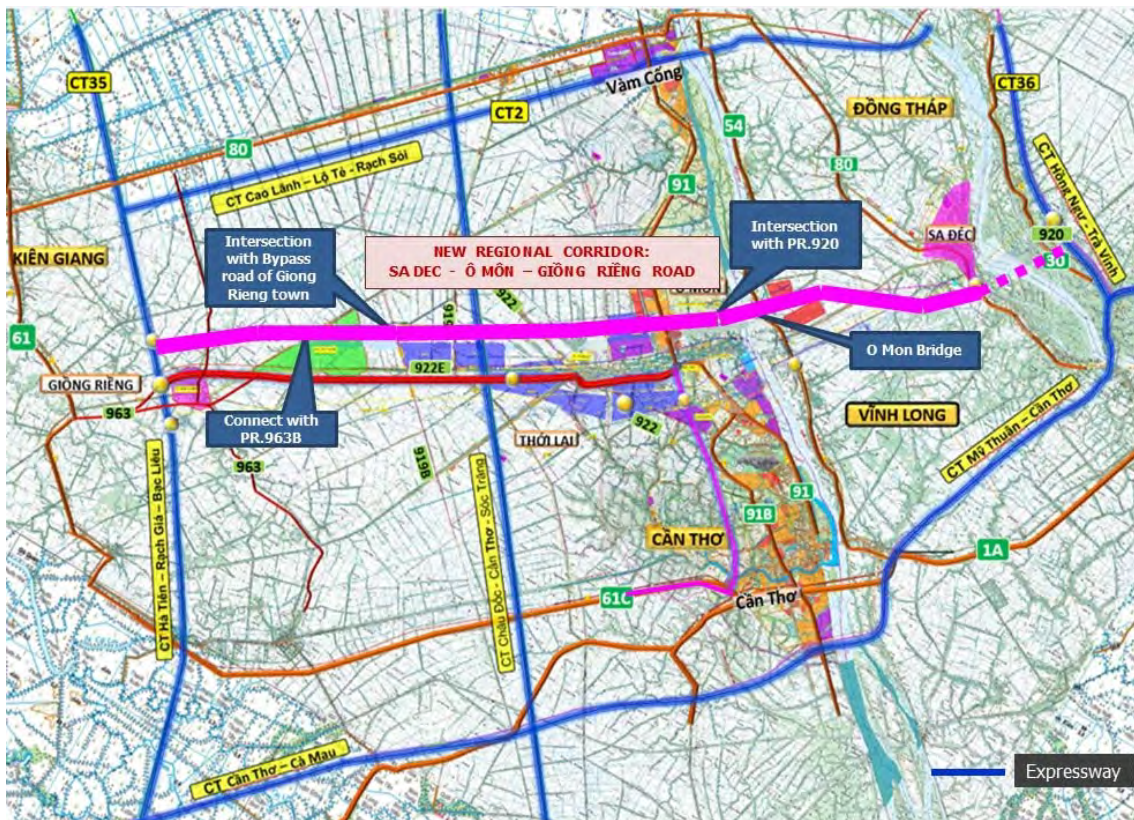 CT35
Vàm Cống
CT36
CT2
ĐỒNG THÁP
54
80
80
CT Cao Lãnh – Lộ Tẻ - Rạch Sỏi
91
CT Hồng Ngự - Trà Vinh
Intersection
with Bypass
road of Giong
Rieng town
NEW REGIONAL CORRIDOR:
SA DEC - Ô MÔN – GIỒNG RIỀNG ROAD
Intersection
with PR.920
SA ĐÉC
920
30
KIÊN GIANG
922
Ô MÔN
919
61
O Mon Bridge
922E
GIỒNG RIỀNG
963
Connect with
PR.963B
922
VĨNH LONG
THỚI LAI
963
919B
CT Mỹ Thuận – Cần Thơ
91
91B
CẦN THƠ
CT Hà Tiên – Rạch Giá – Bạc Liêu
CT Châu Đốc - Cần Thơ - Sóc Trăng
1A
61C
Cần Thơ
CT Cần Thơ – Cà Mau
Expressway